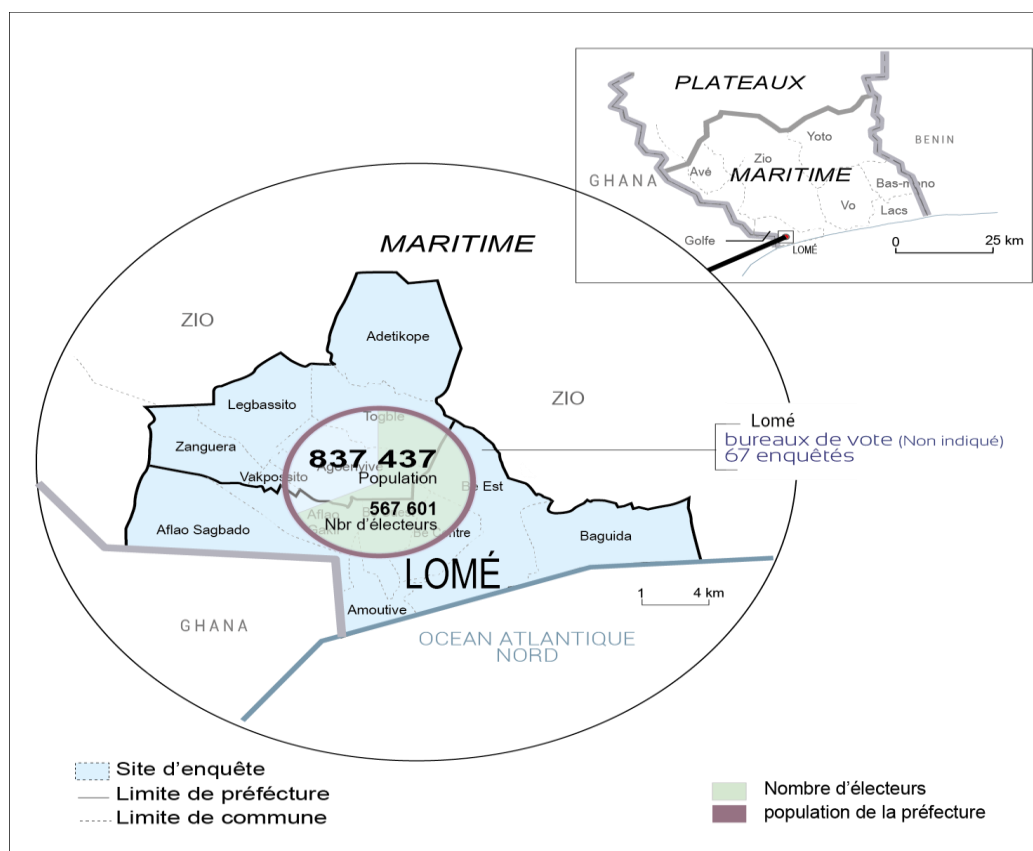 PLATEAUX
Yoto
BENIN
Zio
GHANA
Avé
MARITIME
Bas-mono
Vo
Lacs
Golfe
LOMÉ
0 25 km
MARITIME
ZIO
Adetikope
ZIO
Legbassito
Togble
Lomé
bureaux de vote (Non indiqué)
67 enquêtés
Zanguera
837 437
Agoenyive
Population
Vakpossito
Be Est
567 601
Aflao
Gakli
Nbr d'électeurs
Be Centre
Aflao Sagbado
Baguida
LOMÉ
1 4 km
Amoutive
GHANA
OCEAN ATLANTIQUE
NORD
Site d'enquête
Limite de préfécture
Limite de commune
Nombre d'électeurs
population de la préfecture